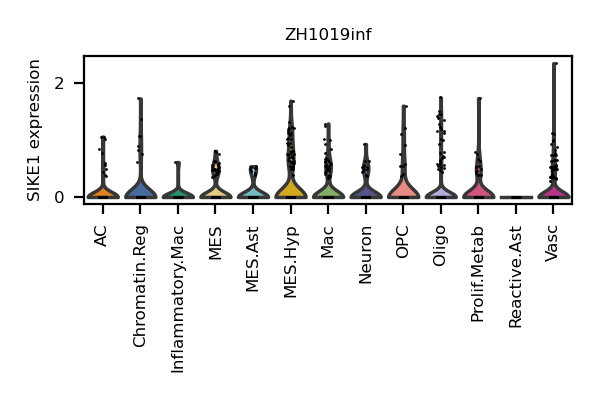 ZH1019inf
SIKE1 expression
2
0
AC
Chromatin.Reg
Inflammatory.Mac
MES
MES.Ast
MES.Hyp
Mac
Neuron
OPC
Oligo
Prolif.Metab
Reactive.Ast
Vasc